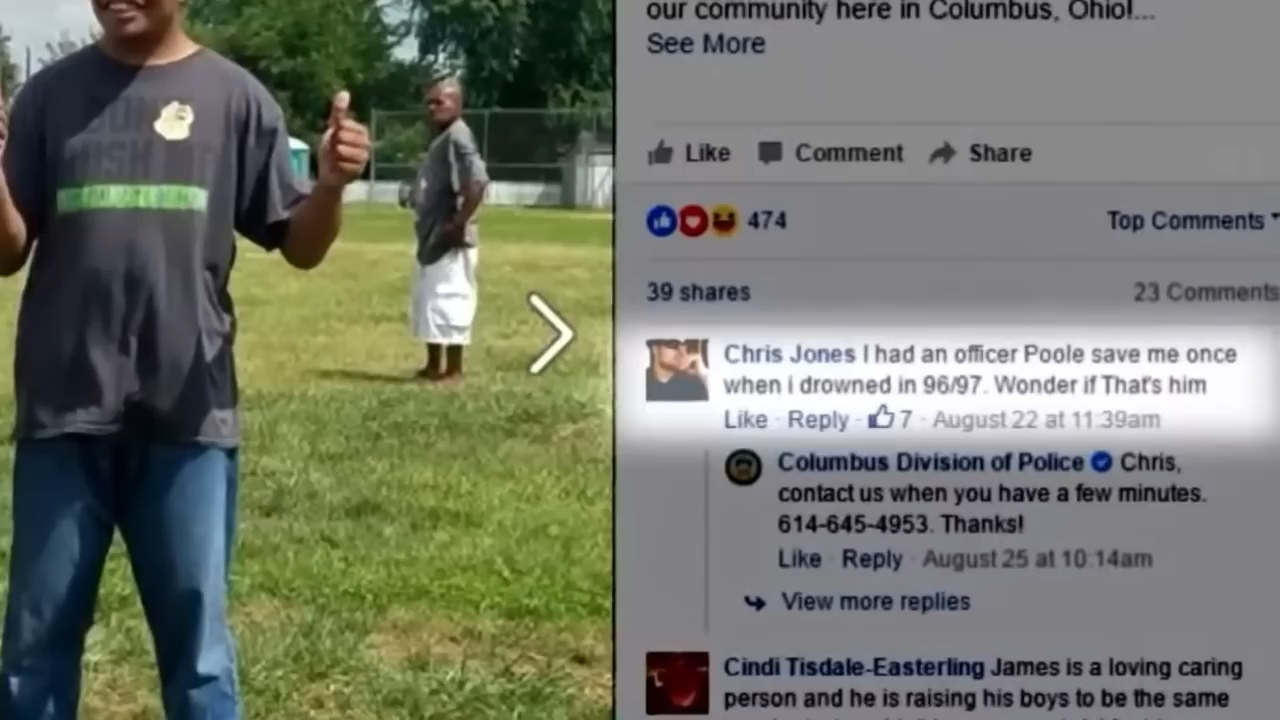 our community here in Columbus, Ohio!...
See More
Like Comment Share
474 Top Comments
39 shares 23 Comments
Chris Jones I had an officer Poole save me once
when i drowned in 96/97. Wonder if That's him
Like · Reply · 7 · August 22 at 11:39am
Columbus Division of Police Chris,
contact us when you have a few minutes.
614-645-4953. Thanks!
Like · Reply · August 25 at 10:14am
View more replies
Cindi Tisdale-Easterling James is a loving caring
person and he is raising his boys to be the same